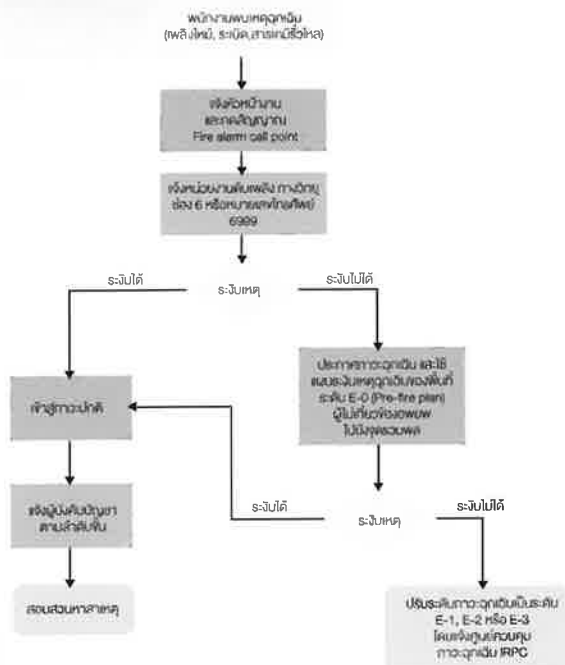 พนักงานพบเหตุฉุกเฉิน
(เพลิงไหม้, ระเบิด,สารเคมีรั่วไหล)
แจ้งหัวหน้างาน
และกดสัญญาณ
Fire alarm call point
แจ้งหน่วยงานดับเพลิง ทางวิทยุ
ช่อง 6 หรือหมายเลขโทรศัพท์
6999
ระงับได้
ระงับเหตุ
ระงับไม่ได้
ประกาศภาวะฉุกเฉิน และใช้
แผนระงับเหตุฉุกเฉินของพื้นที่
ระดับ E-0 (Pre-fire plan)
ผู้ไม่เกี่ยวข้องอพยพ
ไปยังจุดรวมพล
เข้าสู่ภาวะปกติ
แจ้งผู้บังคับบัญชา
ตามลำดับชั้น
ระงับได้
ระงับเหตุ
ระงับไม่ได้
สอบสวนหาสาเหตุ
ปรับระดับภาวะฉุกเฉินเป็นระดับ
E-1, E-2 หรือ E-3
โดยแจ้งศูนย์ควบคุม
ภาวะฉุกเฉิน IRPC